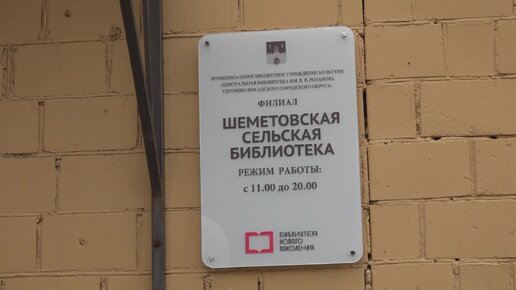 МУНИЦИПАЛЬНОЕ БЮДЖЕТНОЕ УЧРЕЖДЕНИЕ КУЛЬТУРЫ
«ЦЕНТРАЛЬНАЯ БИБЛИОТЕКА ИМ. В. В. РОЗАНОВА
СЕРГИЕВО-ПОСАДСКОГО ГОРОДСКОГО ОКРУГА»
ФИЛИАЛ
ШЕМЕТОВСКАЯ
СЕЛЬСКАЯ
БИБЛИОТЕКА
РЕЖИМ РАБОТЫ:
с 11.00 до 20.00
БИБЛИОТЕКА
НОВОГО
ПОКОЛЕНИЯ